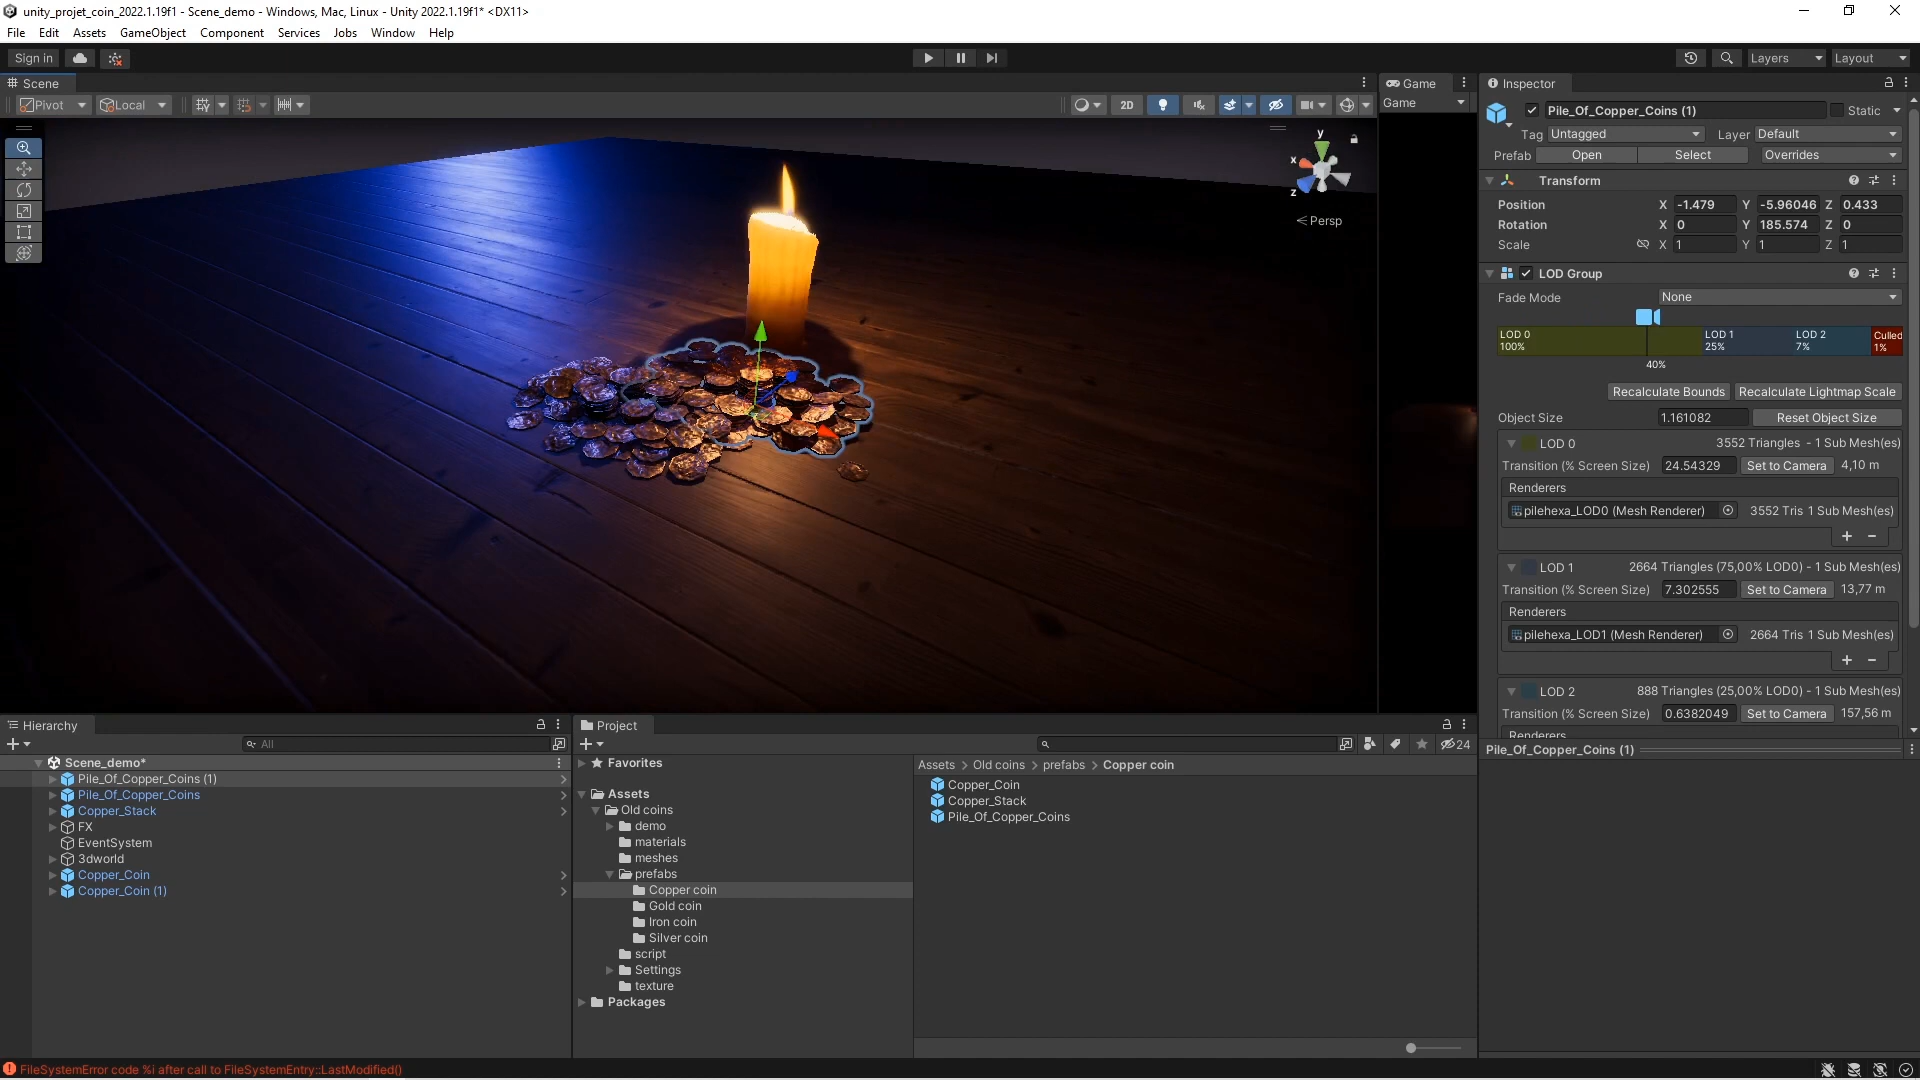 unity_projet_coin_2022.1.19f1 - Scene_demo - Windows, Mac, Linux - Unity 2022.1.19f1* <DX11>
File Edit Assets GameObject Component Services Jobs Window Help
Sign in Layers Layout
Scene Game Inspector
Pivot Local 2D Game
Pile_Of_Copper_Coins (1) Static
Tag Untagged Layer Default
Prefab Open Select Overrides
Transform
Position X -1.479 Y -5.96046 Z 0.433
Rotation X 0 Y 185.574 Z 0
Scale X 1 Y 1 Z 1
y
x
z
Persp
LOD Group
Fade Mode None
LOD 0 LOD 1 LOD 2 Culled
100% 25% 7% 1%
40%
Recalculate Bounds Recalculate Lightmap Scale
Object Size 1.161082 Reset Object Size
LOD 0 3552 Triangles - 1 Sub Mesh(es)
Transition (% Screen Size) 24.54329 Set to Camera 4,10 m
Renderers
pilehexa_LOD0 (Mesh Renderer) 3552 Tris 1 Sub Mesh(es)
LOD 1 2664 Triangles (75,00% LOD0) - 1 Sub Mesh(es)
Transition (% Screen Size) 7.302555 Set to Camera 13,77 m
Renderers
pilehexa_LOD1 (Mesh Renderer) 2664 Tris 1 Sub Mesh(es)
LOD 2 888 Triangles (25,00% LOD0) - 1 Sub Mesh(es)
Transition (% Screen Size) 0.6382049 Set to Camera 157,56 m
Renderers
Pile_Of_Copper_Coins (1)
Hierarchy
All
Scene_demo*
Pile_Of_Copper_Coins (1)
Pile_Of_Copper_Coins
Copper_Stack
FX
EventSystem
3dworld
Copper_Coin
Copper_Coin (1)
Project
24
Favorites
Assets
Old coins
demo
materials
meshes
prefabs
Copper coin
Gold coin
Iron coin
Silver coin
script
Settings
texture
Packages
Assets > Old coins > prefabs > Copper coin
Copper_Coin
Copper_Stack
Pile_Of_Copper_Coins
FileSystemError code %i after call to FileSystemEntry::LastModified()